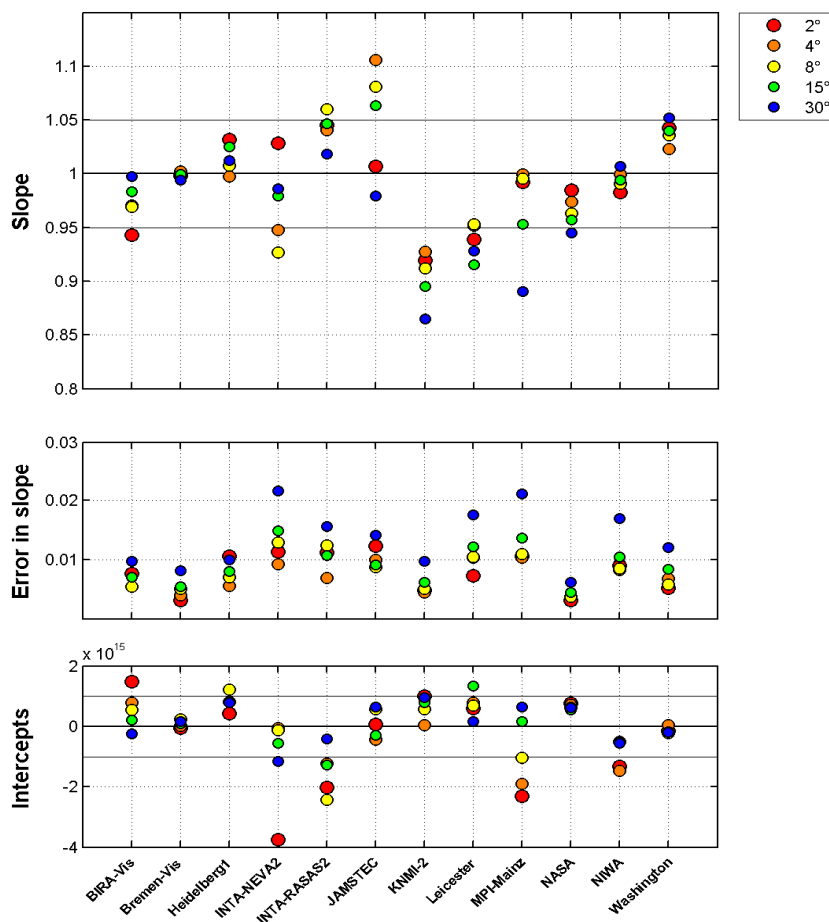 2°
4°
8°
15°
30°
Slope
1.1
1.05
1
0.95
0.9
0.85
0.8
Error in slope
0.03
0.02
0.01
x 10^15
Intercepts
2
0
-2
-4
BIRA-Vis
Bremen-Vis
Heidelberg1
INTA-NEVA2
INTA-RASAS2
JAMSTEC
KNMI-2
Leicester
MPI-Mainz
NASA
NIWA
Washington